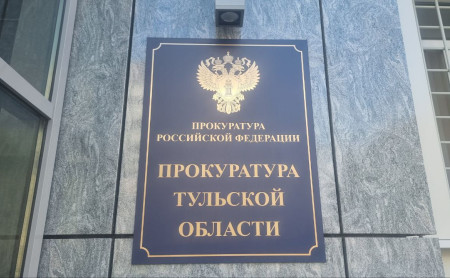 ПРОКУРАТУРА
РОССИЙСКОЙ ФЕДЕРАЦИИ
ПРОКУРАТУРА
ТУЛЬСКОЙ
ОБЛАСТИ